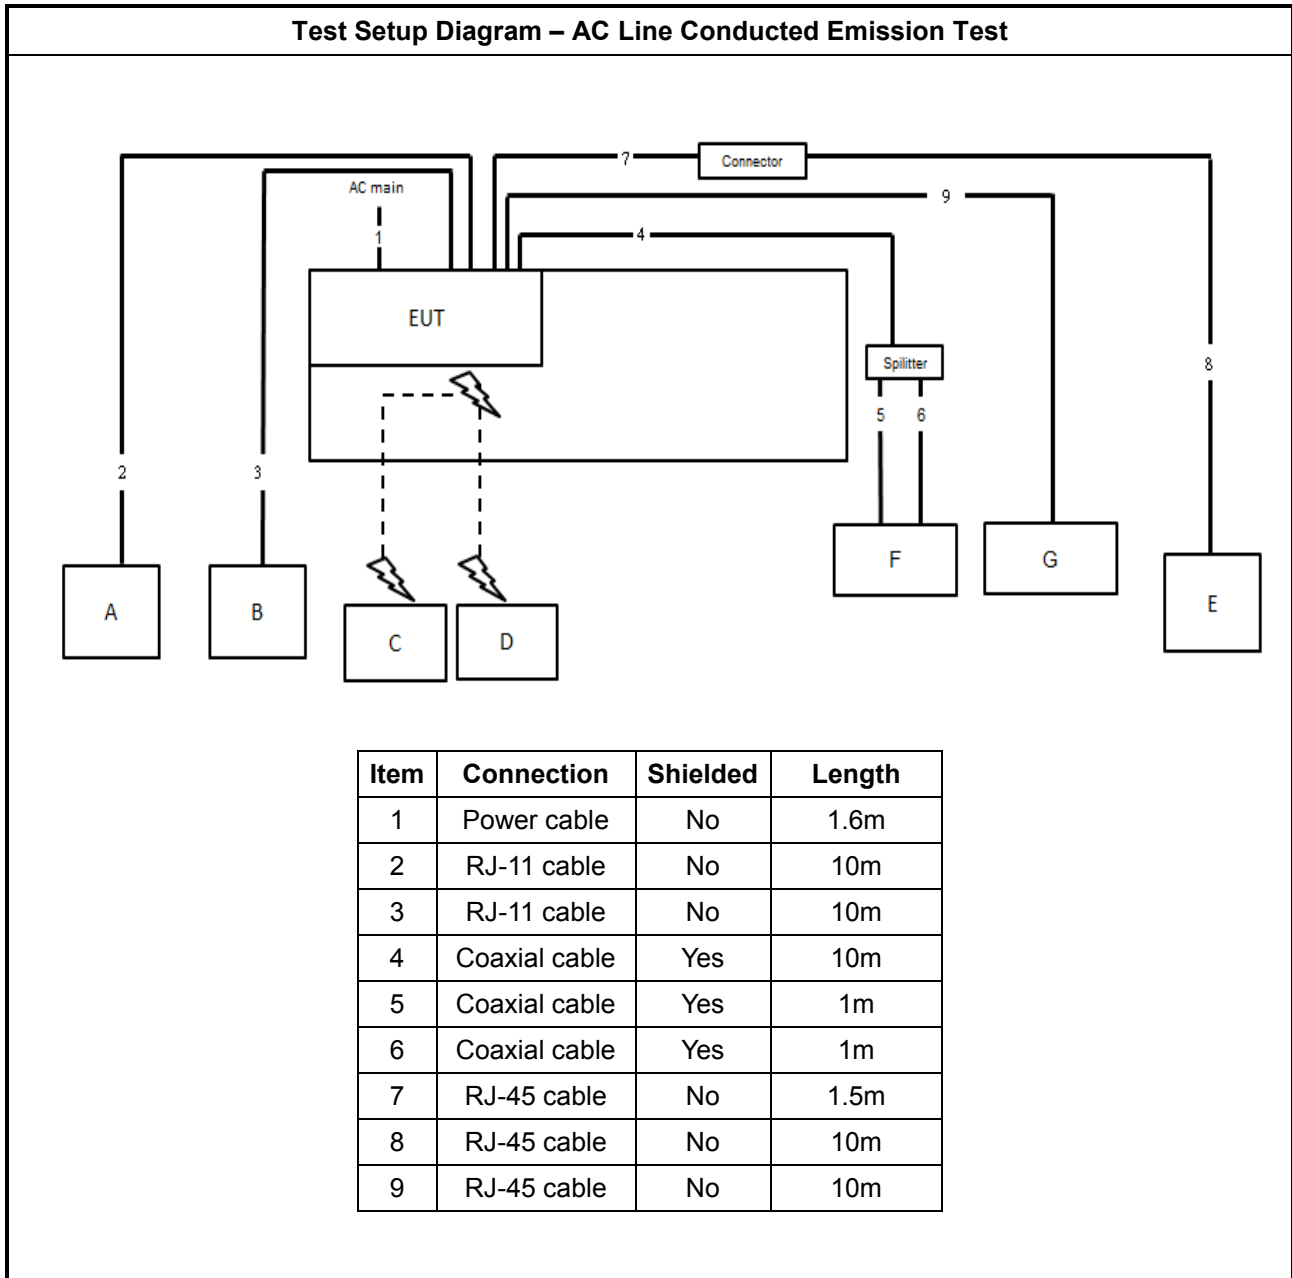 Test Setup Diagram – AC Line Conducted Emission Test
7
Connector
AC main
9
1
4
EUT
Spilitter
8
5
6
2
3
F
G
A
B
E
C
D
Item Connection Shielded Length
1 Power cable No 1.6m
2 RJ-11 cable No 10m
3 RJ-11 cable No 10m
4 Coaxial cable Yes 10m
5 Coaxial cable Yes 1m
6 Coaxial cable Yes 1m
7 RJ-45 cable No 1.5m
8 RJ-45 cable No 10m
9 RJ-45 cable No 10m